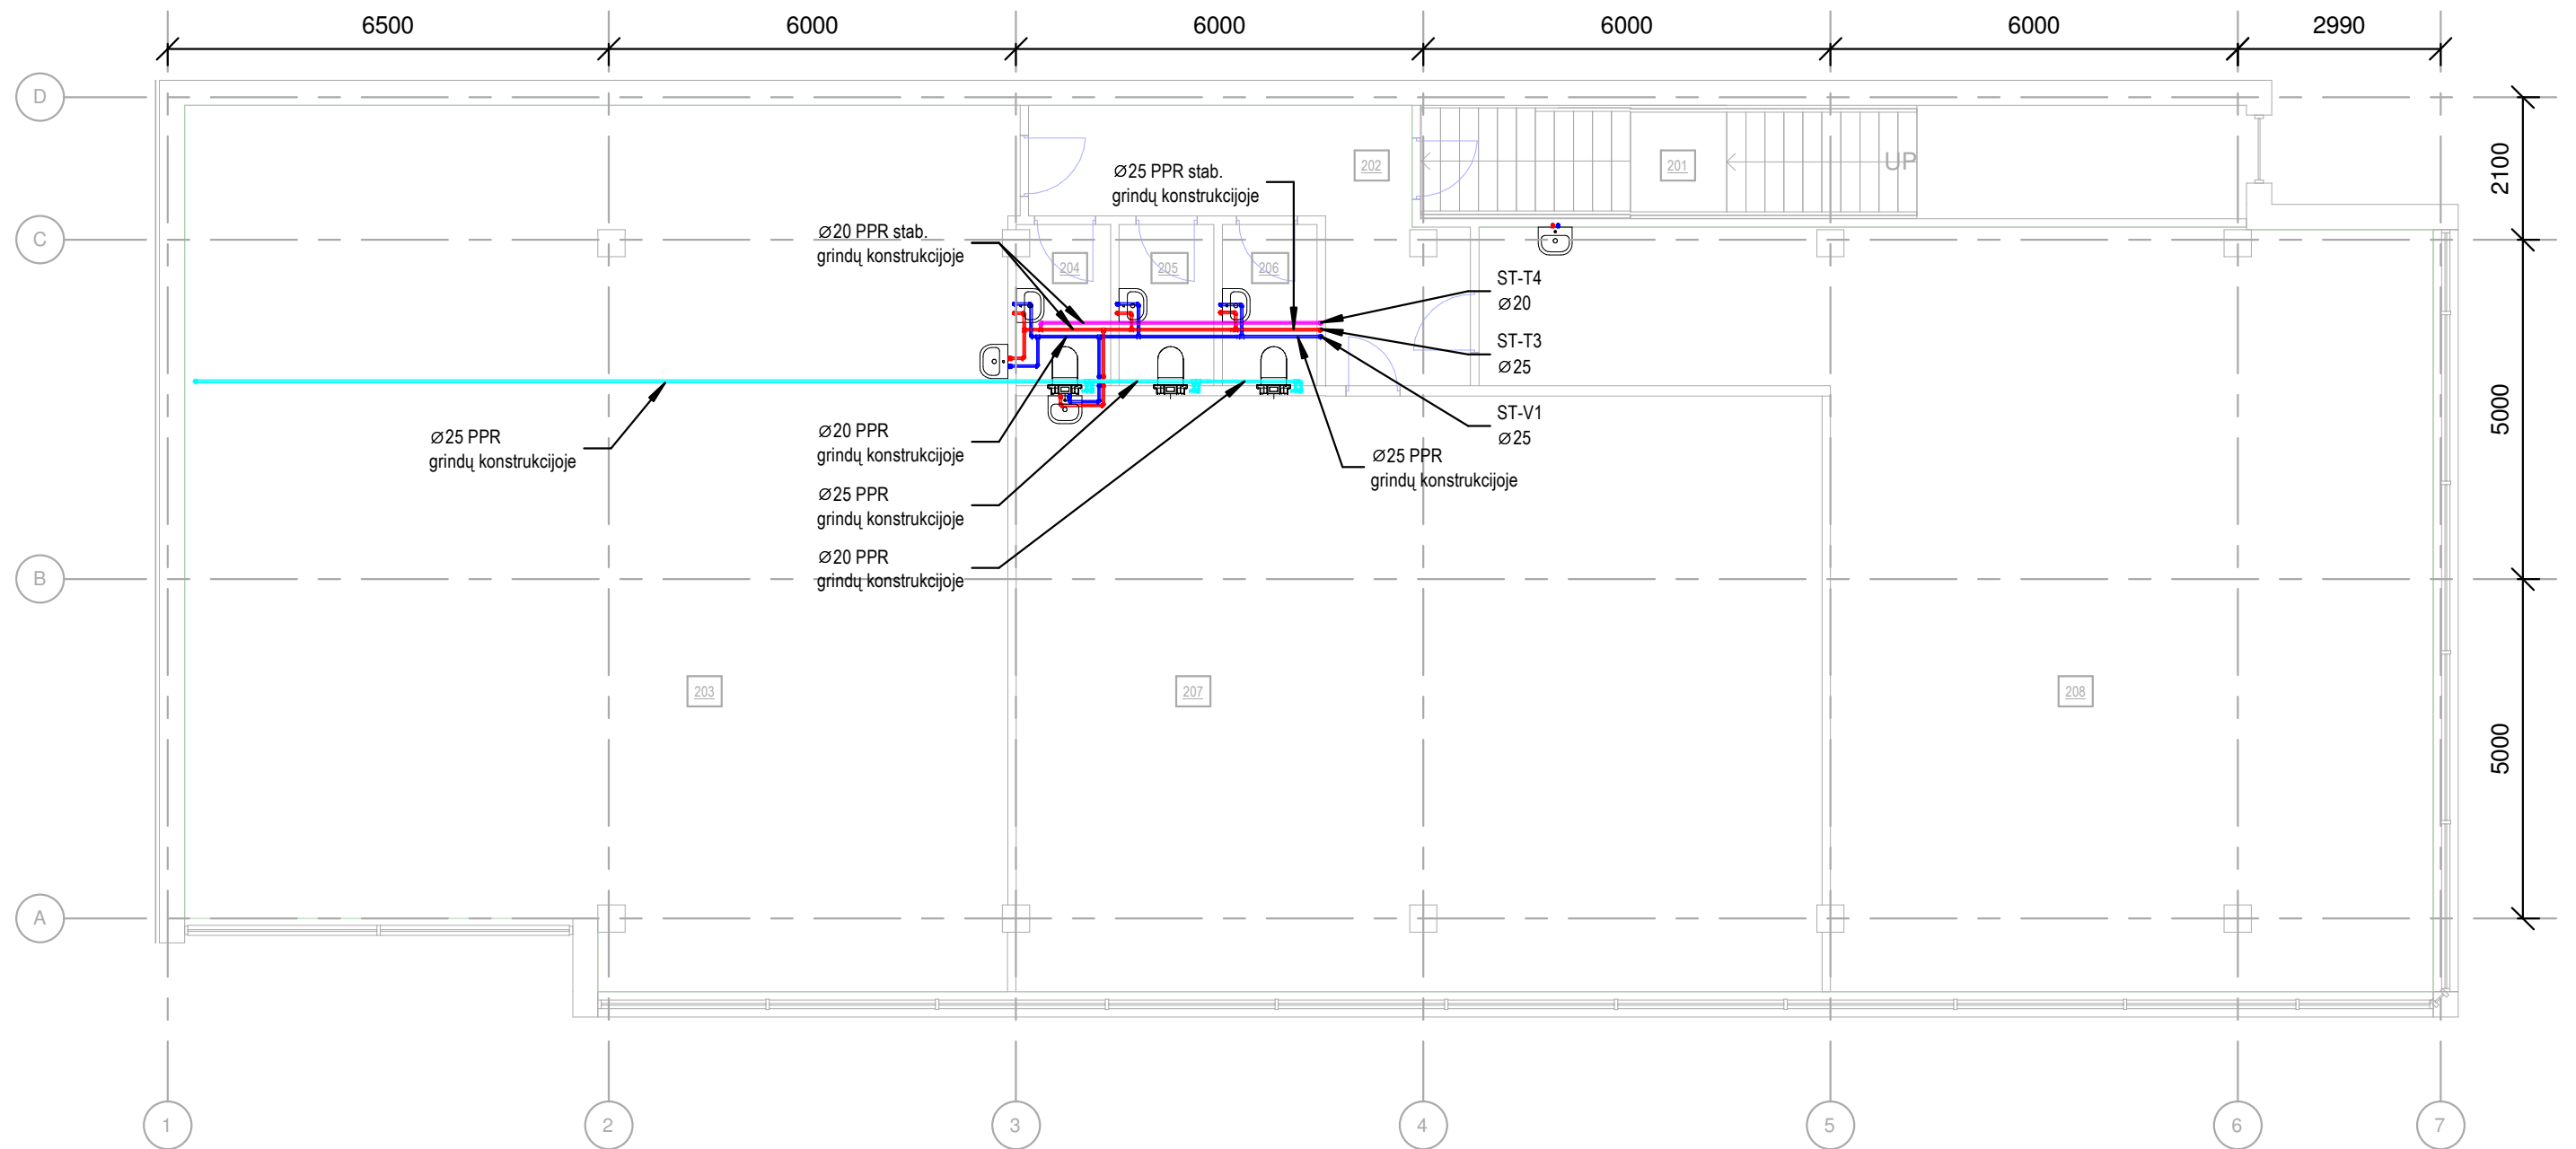 6500
6000
6000
6000
6000
2990
D
2100
202
201
UP
Ø25 PPR stab.
grindų konstrukcijoje
Ø20 PPR stab.
grindų konstrukcijoje
C
204
205
206
ST-T4
Ø20
ST-T3
Ø25
ST-V1
Ø25
5000
Ø25 PPR
grindų konstrukcijoje
Ø20 PPR
grindų konstrukcijoje
Ø25 PPR
grindų konstrukcijoje
Ø25 PPR
grindų konstrukcijoje
Ø20 PPR
grindų konstrukcijoje
B
203
207
208
5000
A
1
2
3
4
5
6
7